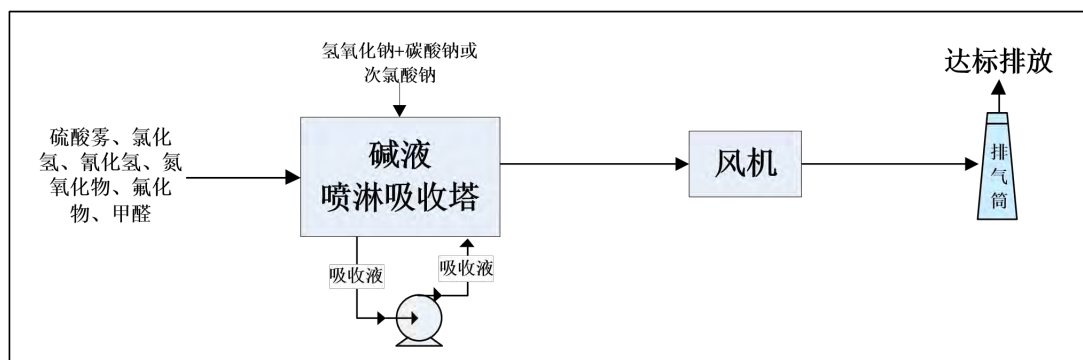 氢氧化钠+碳酸钠或
次氯酸钠
达标排放
硫酸雾、氯化
氢、氰化氢、氮
氧化物、氟化
物、甲醛
碱液
喷淋吸收塔
风机
排
气
筒
吸收液
吸收液